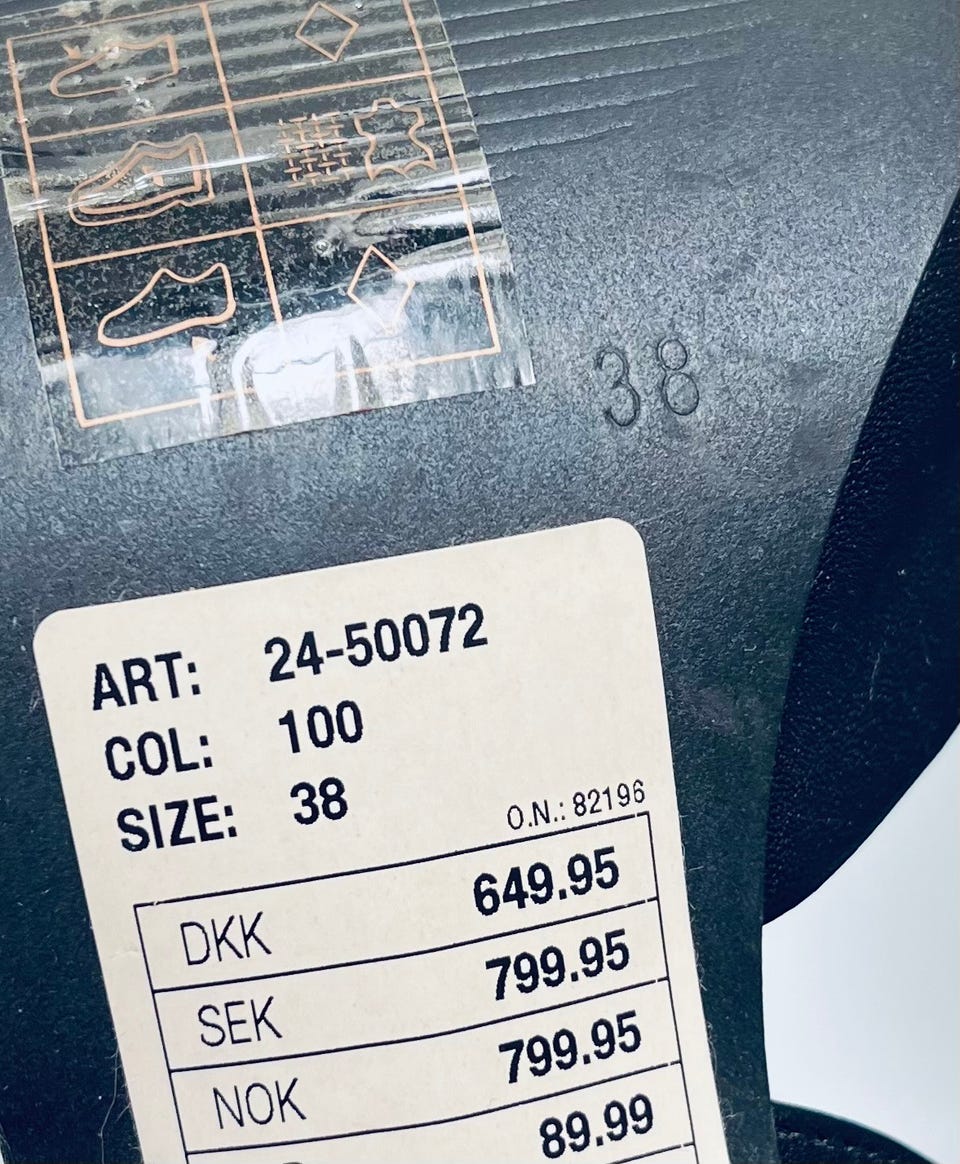 38
ART: 24-50072
COL: 100
SIZE: 38
O.N.: 82196
DKK 649.95
SEK 799.95
NOK 799.95
89.99